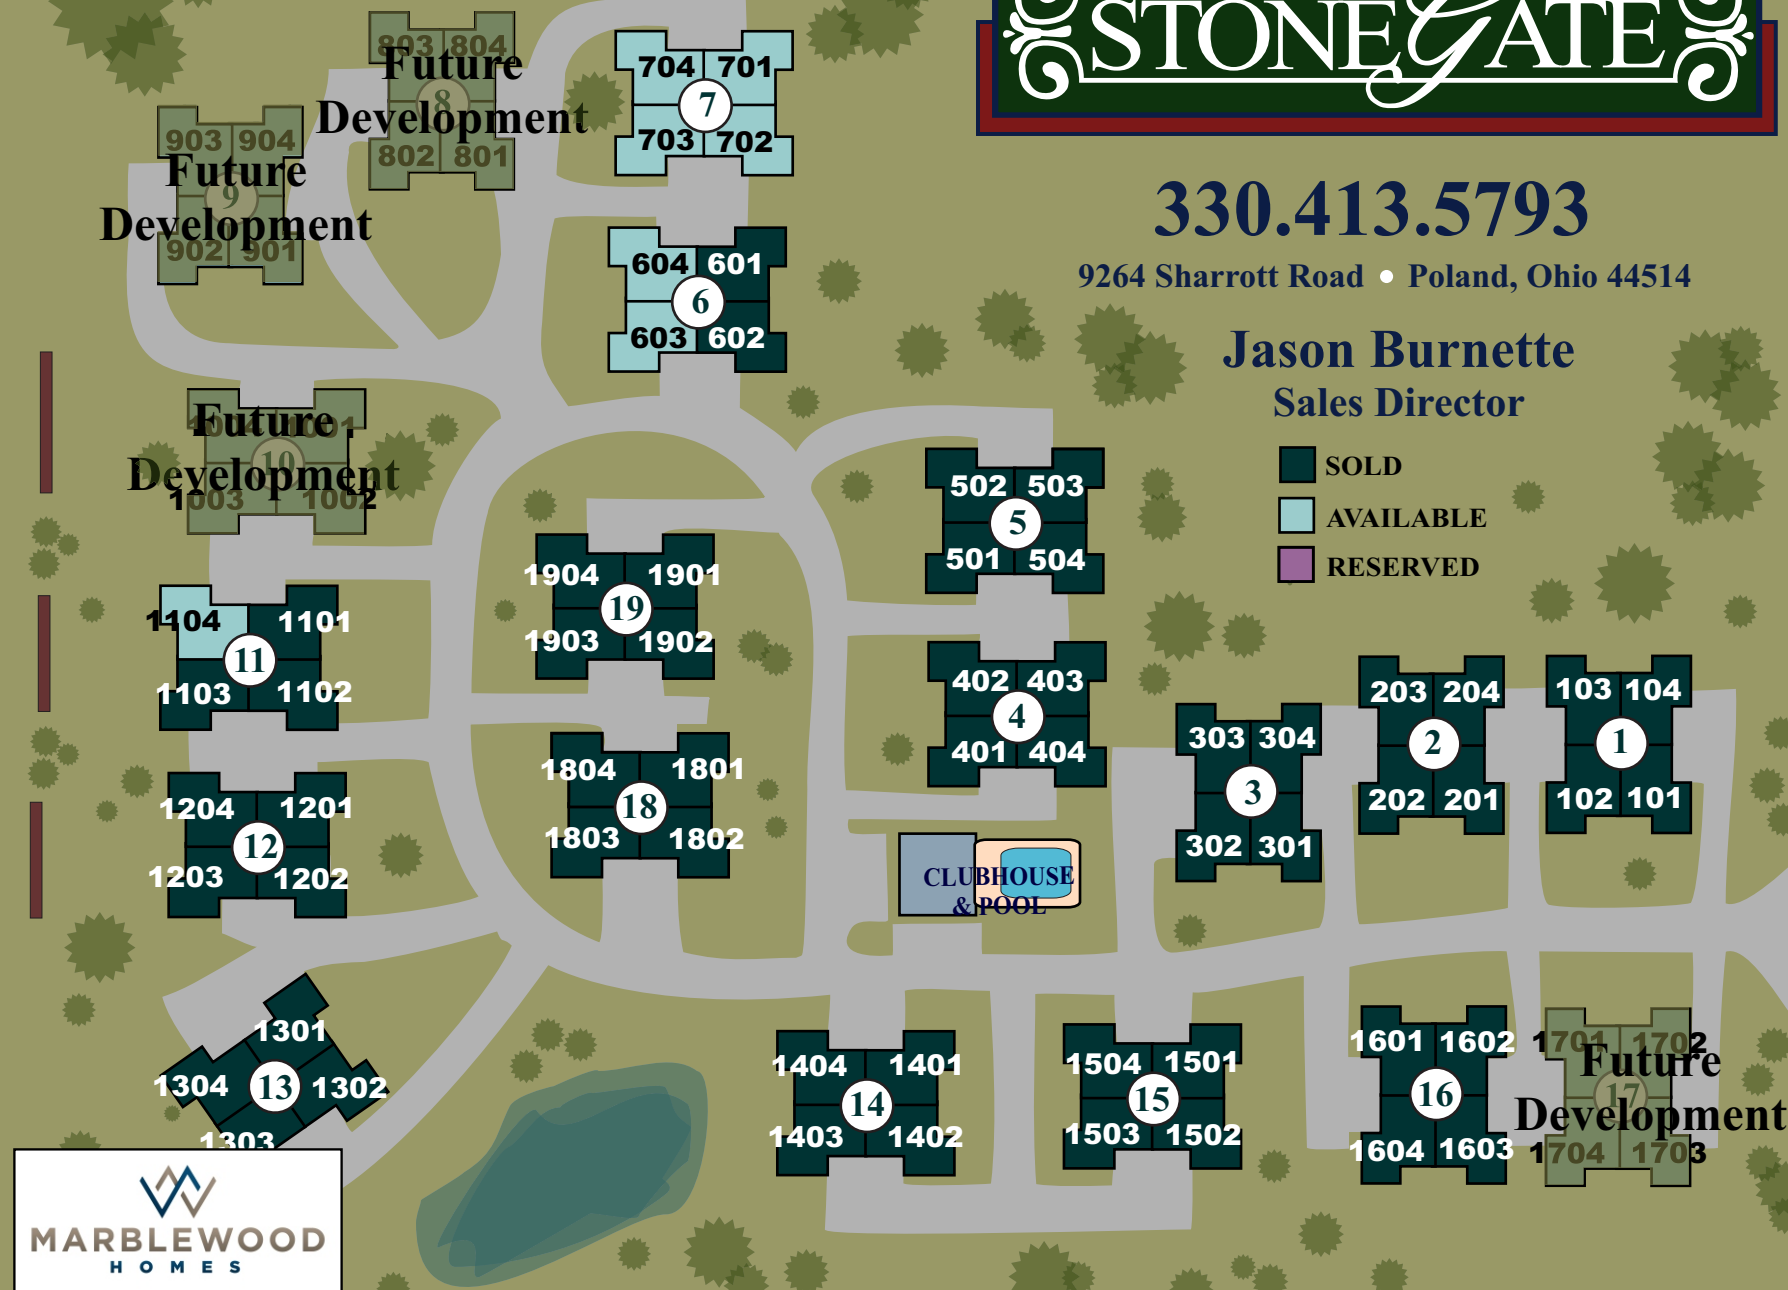 STONEGATE
330.413.5793
9264 Sharrott Road • Poland, Ohio 44514
Jason Burnette
Sales Director
SOLD
AVAILABLE
RESERVED
803 804
Future
8
Development
802 801
704 701
7
703 702
903 904
Future
9
Development
902 901
604 601
6
603 602
1004 1001
Future
10
Development
1003 1002
502 503
5
501 504
1904 1901
19
1903 1902
1104 1101
11
1103 1102
402 403
4
401 404
203 204
2
202 201
103 104
1
102 101
303 304
3
302 301
1804 1801
18
1803 1802
1204 1201
12
1203 1202
CLUBHOUSE
& POOL
1301
1304 13 1302
1303
1404 1401
14
1403 1402
1504 1501
15
1503 1502
1601 1602
16
1604 1603
1701 1702
Future
17
Development
1704 1703
MARBLEWOOD
HOMES